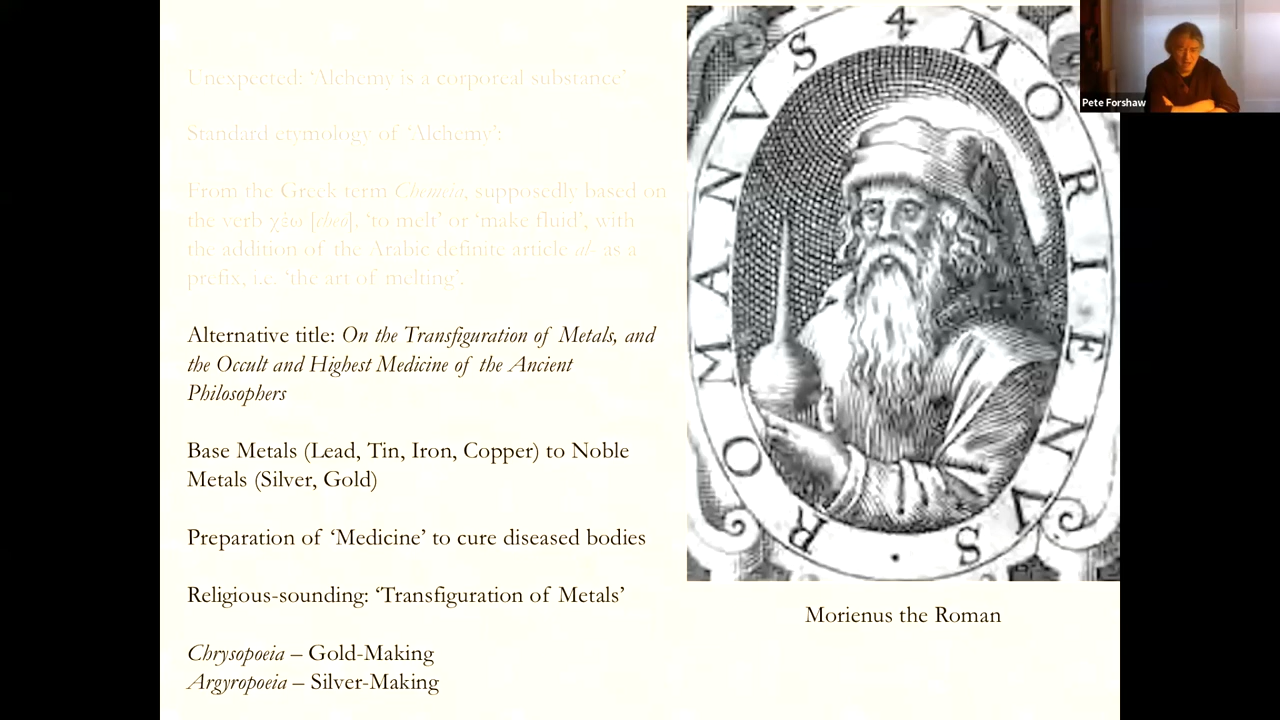 Unexpected: ‘Alchemy is a corporeal substance’
Standard etymology of ‘Alchemy’:
From the Greek term Chemeia, supposedly based on
the verb χέω [cheo], ‘to melt’ or ‘make fluid’, with
the addition of the Arabic definite article al- as a
prefix, i.e. ‘the art of melting’.
Alternative title: On the Transfiguration of Metals, and
the Occult and Highest Medicine of the Ancient
Philosophers
Base Metals (Lead, Tin, Iron, Copper) to Noble
Metals (Silver, Gold)
Preparation of ‘Medicine’ to cure diseased bodies
Religious-sounding: ‘Transfiguration of Metals’
Chrysopoeia – Gold-Making
Argyropoeia – Silver-Making
4 MORIENVS · ROMANVS
Morienus the Roman
Pete Forshaw